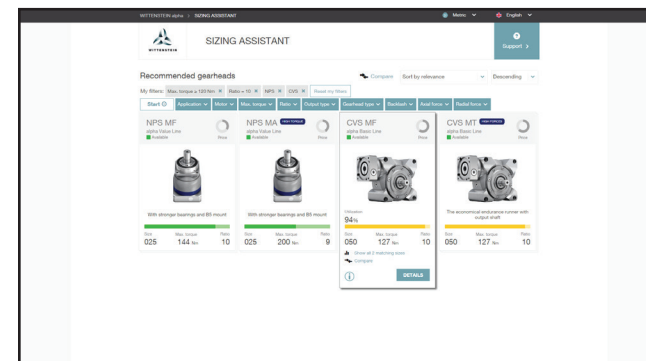 WITTENSTEIN alpha > SIZING ASSISTANT
Metric
English
WITTENSTEIN
SIZING ASSISTANT
Support >
Recommended gearheads
Compare
Sort by relevance
Descending
My filters:
Max. torque ≥ 120 Nm ×
Ratio = 10 ×
NPS ×
CVS ×
Reset my filters
Start
Application
Motor
Max. torque
Ratio
Output type
Gearhead type
Backlash
Axial force
Radial force
NPS MF
alpha Value Line
Available
Price
With stronger bearings and B5 mount
Size Max. torque Ratio
025 144 Nm 10
NPS MA HIGH TORQUE
alpha Value Line
Available
Price
With stronger bearings and B5 mount
Size Max. torque Ratio
025 200 Nm 9
CVS MF
alpha Basic Line
Available
Price
Utilization
94%
Size Max. torque Ratio
050 127 Nm 10
Show all 2 matching sizes
Compare
DETAILS
CVS MT
alpha Basic Line
Available
Price
The economical endurance runner with
output shaft
Size Max. torque Ratio
050 127 Nm 10